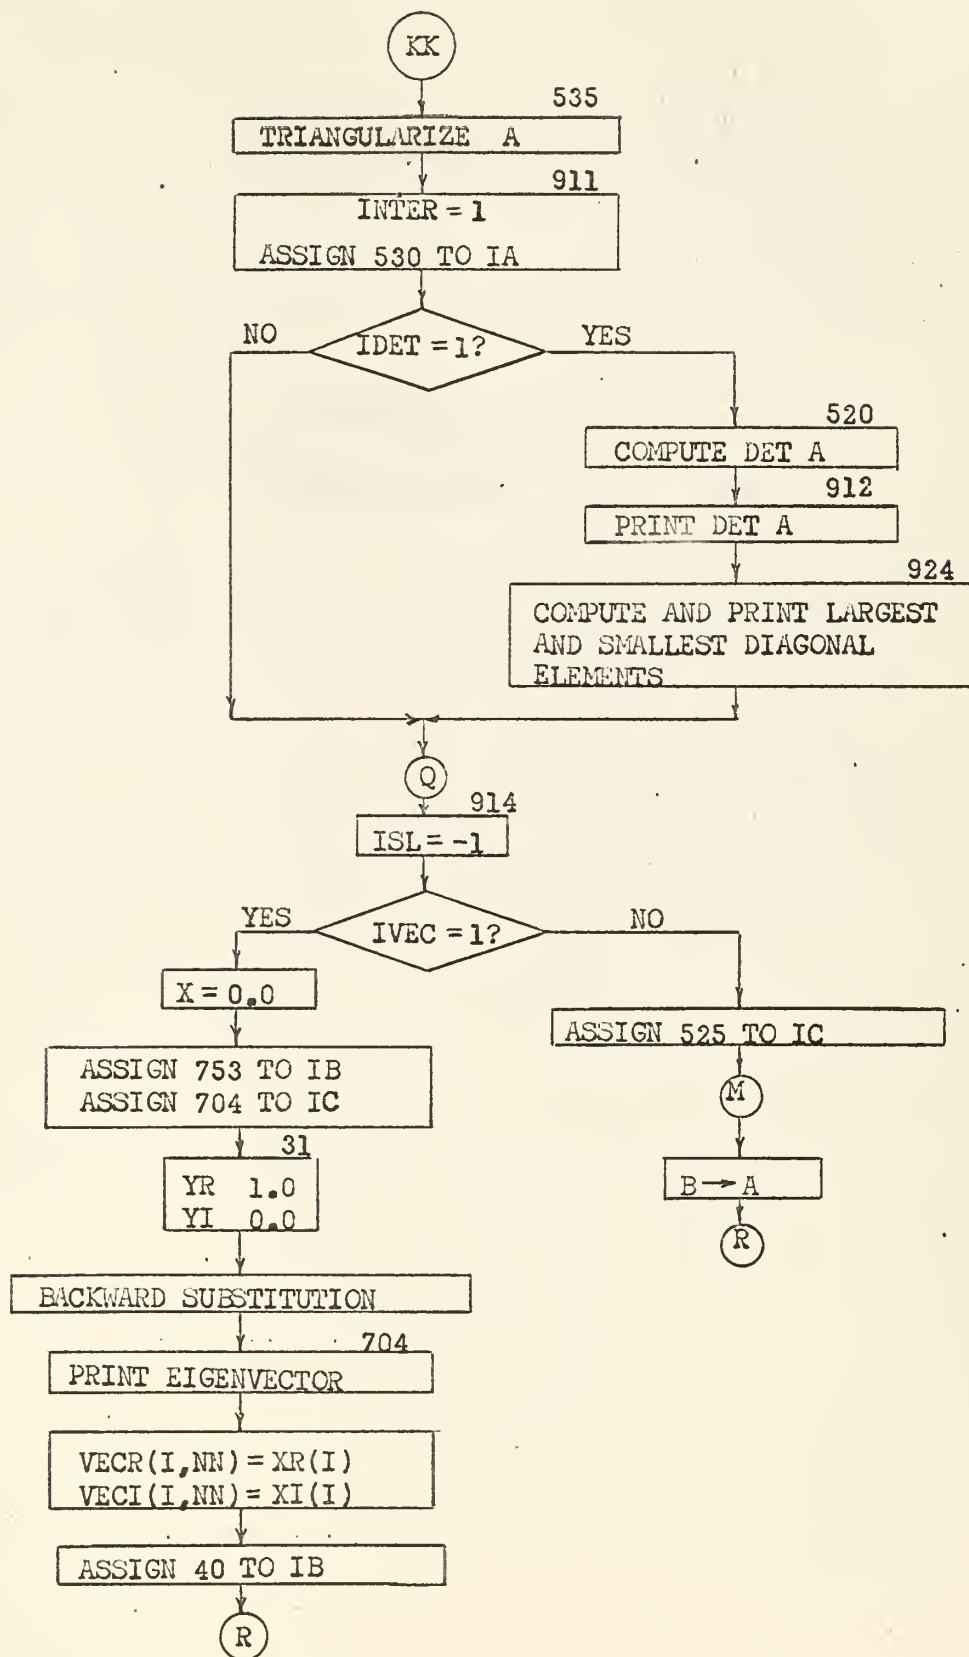 KK
535
TRIANGULARIZE A
911
INTER = 1
ASSIGN 530 TO IA
NO
IDET = 1?
YES
520
COMPUTE DET A
912
PRINT DET A
924
COMPUTE AND PRINT LARGEST
AND SMALLEST DIAGONAL
ELEMENTS
Q
914
ISL = -1
YES
IVEC = 1?
NO
X = 0.0
ASSIGN 753 TO IB
ASSIGN 704 TO IC
31
YR 1.0
YI 0.0
BACKWARD SUBSTITUTION
704
PRINT EIGENVECTOR
VECR(I,NN) = XR(I)
VECI(I,NN) = XI(I)
ASSIGN 40 TO IB
R
ASSIGN 525 TO IC
M
B → A
R